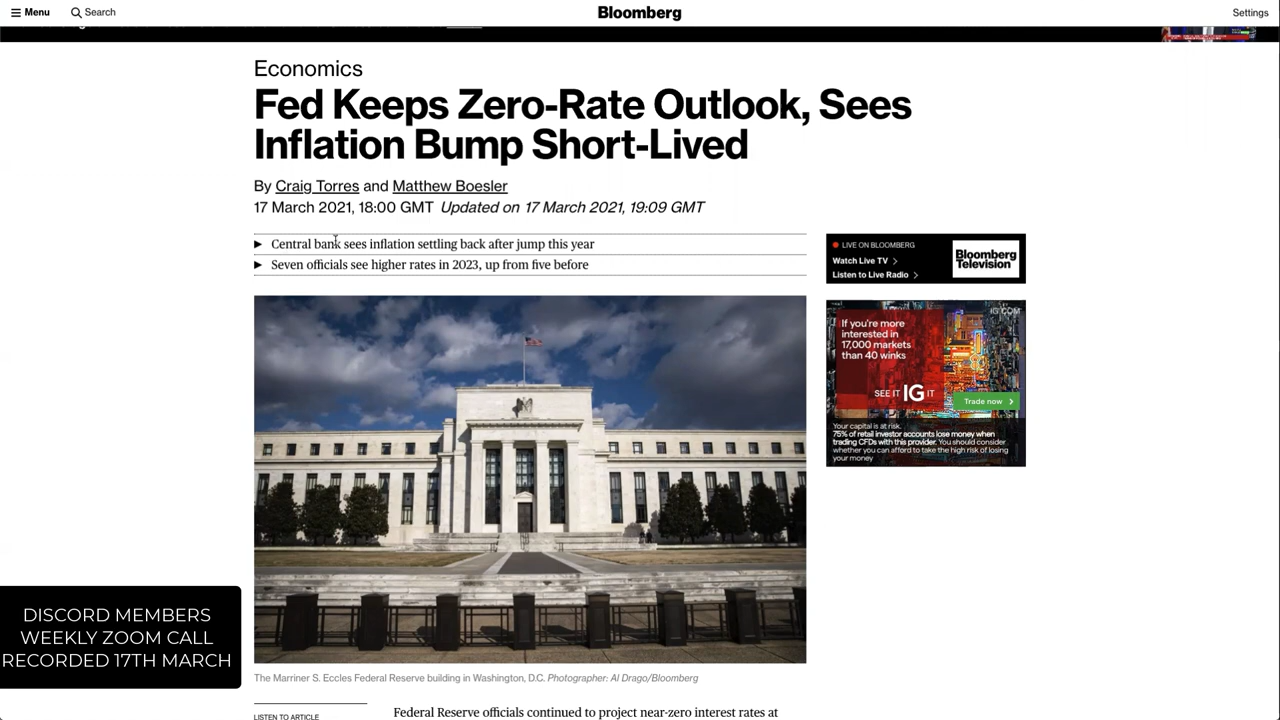 Menu
Search
Bloomberg
Settings
Economics
Fed Keeps Zero-Rate Outlook, Sees
Inflation Bump Short-Lived
By Craig Torres and Matthew Boesler
17 March 2021, 18:00 GMT Updated on 17 March 2021, 19:09 GMT
Central bank sees inflation settling back after jump this year
Seven officials see higher rates in 2023, up from five before
LIVE ON BLOOMBERG
Watch Live TV
Listen to Live Radio
Bloomberg
Television
IG.COM
If you're more
interested in
17,000 markets
than 40 winks
SEE IT IG IT
Trade now
Your capital is at risk.
75% of retail investor accounts lose money when
trading CFDs with this provider. You should consider
whether you can afford to take the high risk of losing
your money
DISCORD MEMBERS
WEEKLY ZOOM CALL
RECORDED 17TH MARCH
The Marriner S. Eccles Federal Reserve building in Washington, D.C. Photographer: Al Drago/Bloomberg
LISTEN TO ARTICLE
Federal Reserve officials continued to project near-zero interest rates at